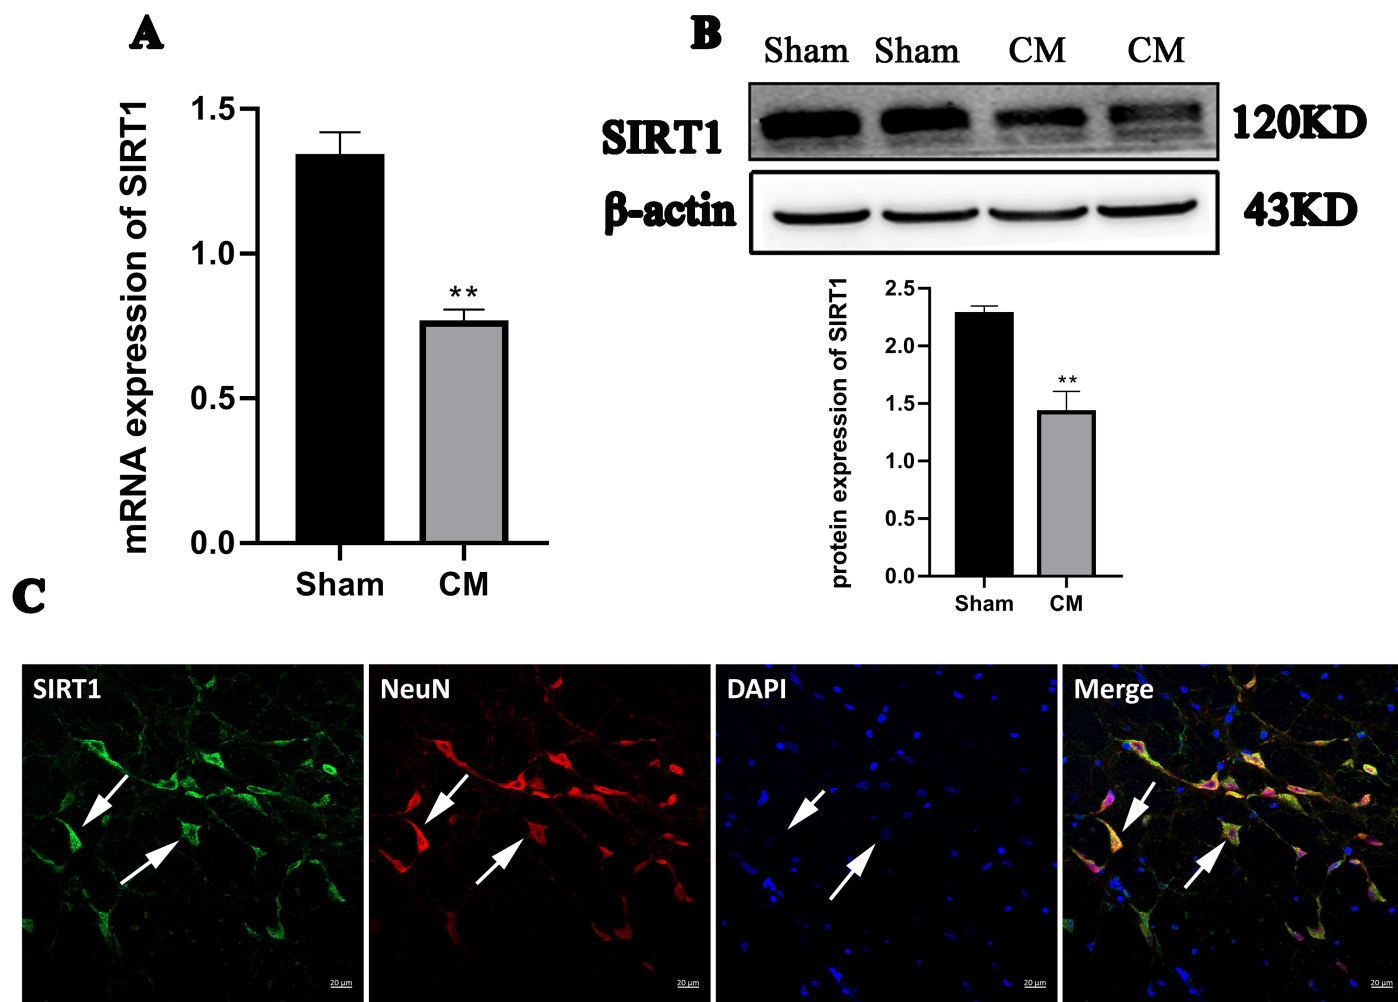 A
mRNA expression of SIRT1
1.5
1.0
0.5
0.0
**
Sham CM
B
Sham Sham CM CM
SIRT1 120KD
β-actin 43KD
protein expression of SIRT1
2.5
2.0
1.5
1.0
0.5
0.0
**
Sham CM
C
SIRT1 NeuN DAPI Merge
20 μm 20 μm 20 μm 20 μm